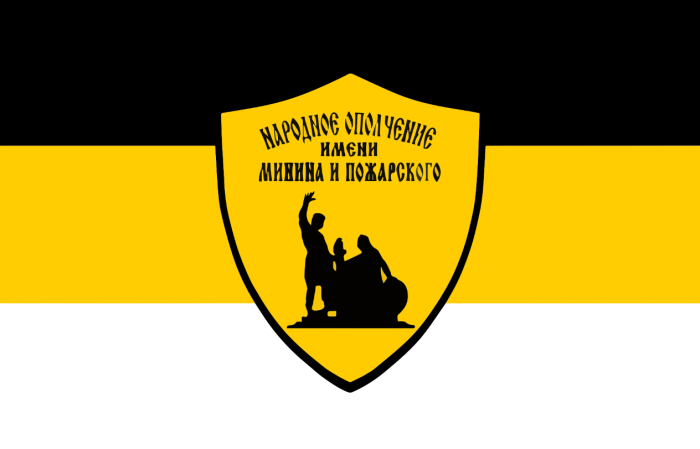 НАРОДНОЕ ОПОЛЧЕНИЕ
ИМЕНИ
МИНИНА И ПОЖАРСКОГО